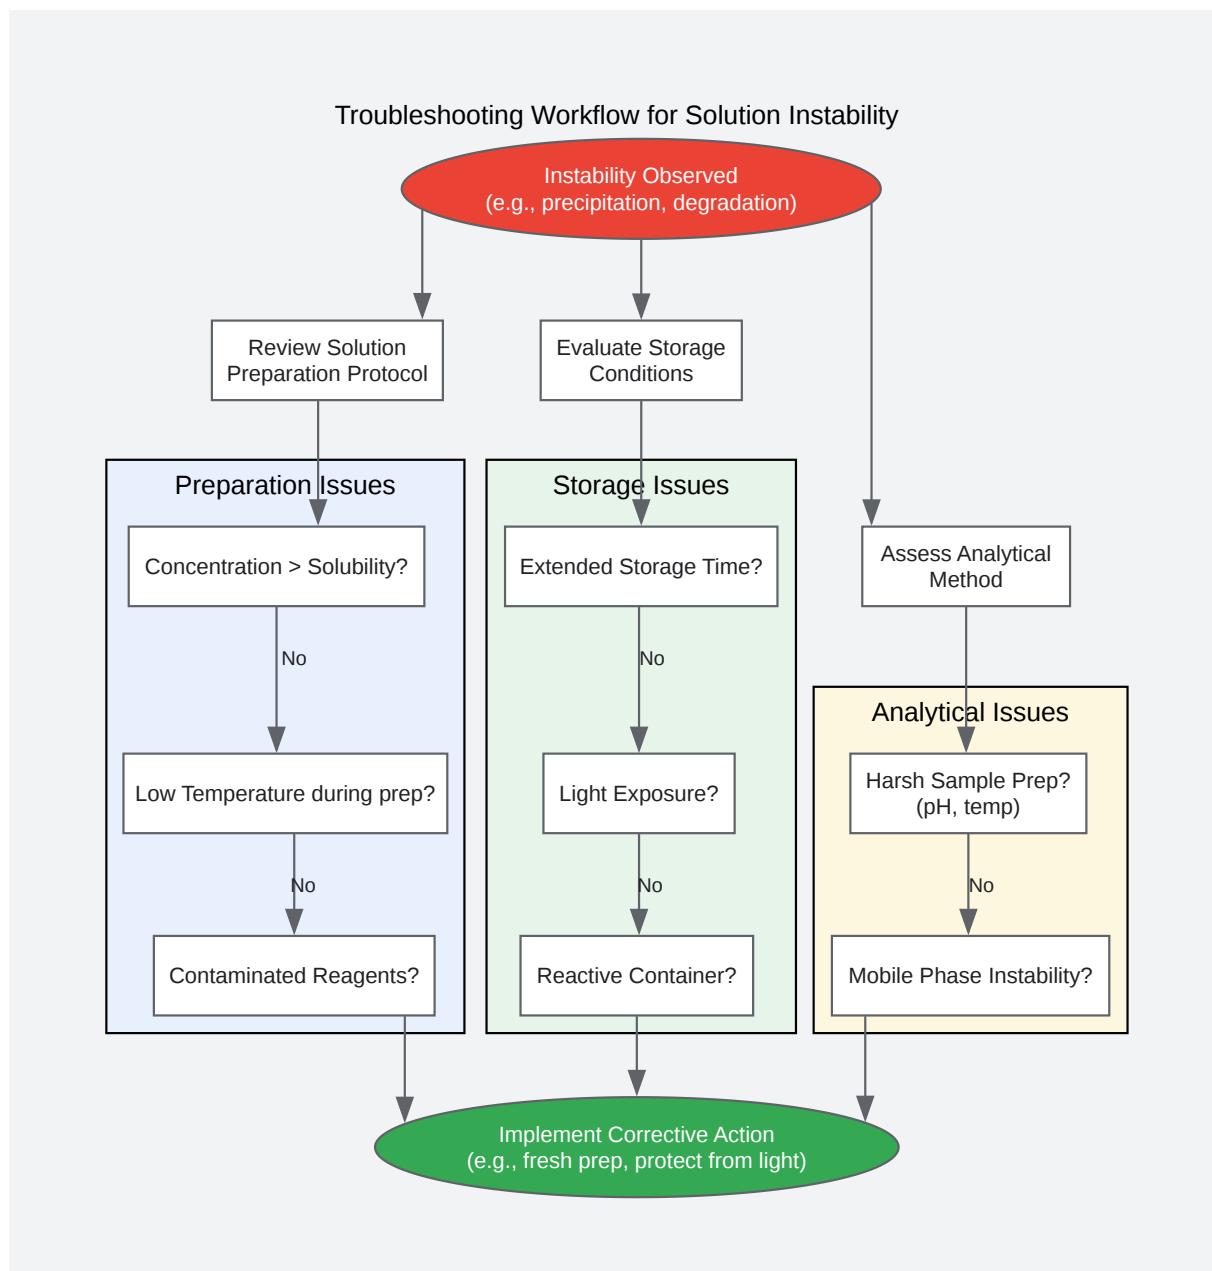 Troubleshooting Workflow for Solution Instability
Instability Observed
(e.g., precipitation, degradation)
Review Solution
Preparation Protocol
Evaluate Storage
Conditions
Preparation Issues
Concentration > Solubility?
No
Low Temperature during prep?
No
Contaminated Reagents?
Storage Issues
Extended Storage Time?
No
Light Exposure?
No
Reactive Container?
Assess Analytical
Method
Analytical Issues
Harsh Sample Prep?
(pH, temp)
No
Mobile Phase Instability?
Implement Corrective Action
(e.g., fresh prep, protect from light)